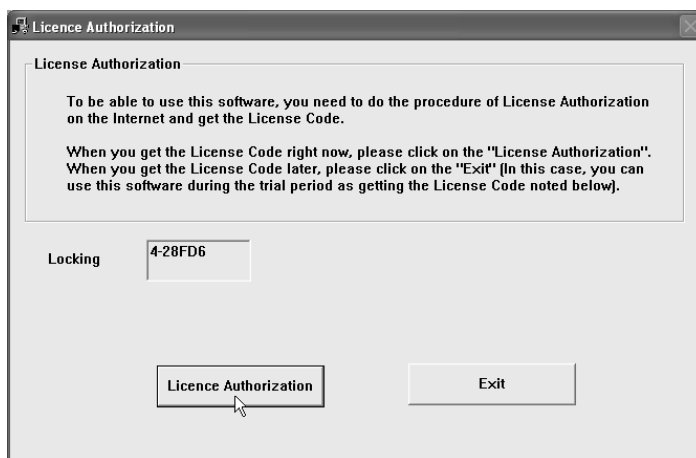 Licence Authorization
License Authorization
To be able to use this software, you need to do the procedure of License Authorization
on the Internet and get the License Code.
When you get the License Code right now, please click on the "License Authorization".
When you get the License Code later, please click on the "Exit" (In this case, you can
use this software during the trial period as getting the License Code noted below).
Locking
4-28FD6
Licence Authorization
Exit